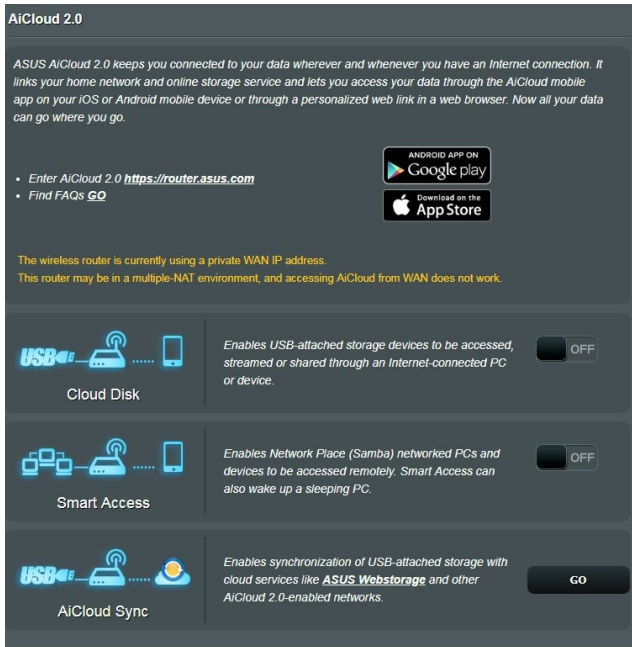 AiCloud 2.0
ASUS AiCloud 2.0 keeps you connected to your data wherever and whenever you have an Internet connection. It
links your home network and online storage service and lets you access your data through the AiCloud mobile
app on your iOS or Android mobile device or through a personalized web link in a web browser. Now all your data
can go where you go.
• Enter AiCloud 2.0 https://router.asus.com
• Find FAQs GO
ANDROID APP ON
Google play
Download on the
App Store
The wireless router is currently using a private WAN IP address.
This router may be in a multiple-NAT environment, and accessing AiCloud from WAN does not work.
USB
Cloud Disk
Enables USB-attached storage devices to be accessed,
streamed or shared through an Internet-connected PC
or device.
OFF
Smart Access
Enables Network Place (Samba) networked PCs and
devices to be accessed remotely. Smart Access can
also wake up a sleeping PC.
OFF
USB
AiCloud Sync
Enables synchronization of USB-attached storage with
cloud services like ASUS Webstorage and other
AiCloud 2.0-enabled networks.
GO